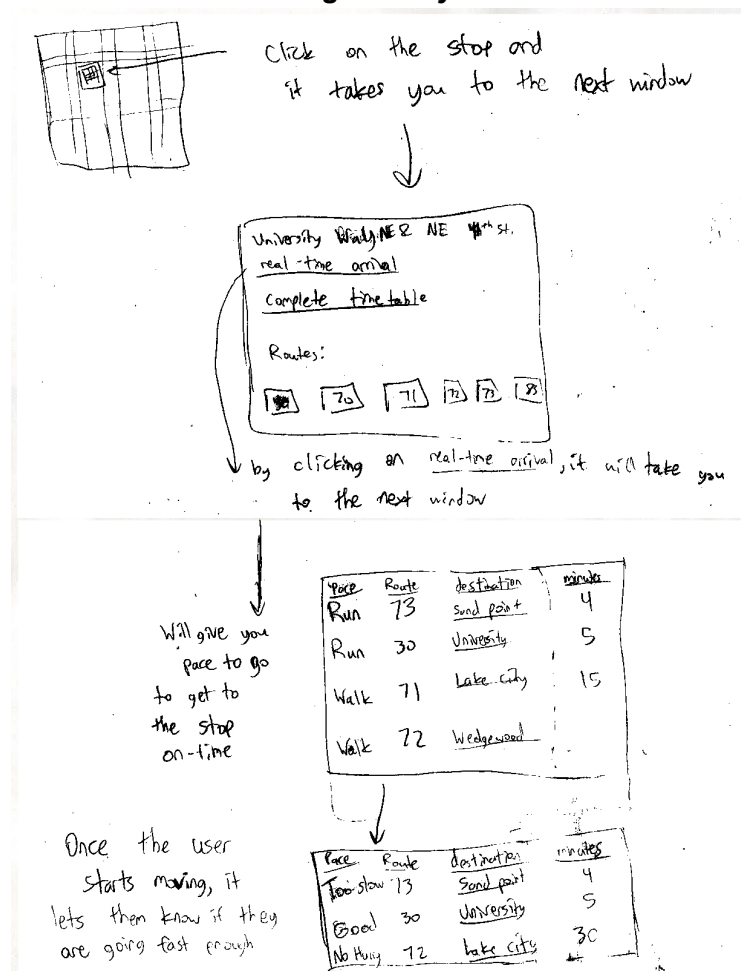 Click on the stop and
it takes you to the next window
University NE & NE th st.
real-time arrival
Complete timetable
Routes:
70 71 72 73
by clicking on real-time arrival, it will take you
to the next window
Will give you
pace to go
to get to
the stop
on-time
Pace Route destination minutes
Run 73 Sand point 4
Run 30 University 5
Walk 71 Lake city 15
Walk 72 Wedgewood
Once the user
starts moving, it
lets them know if they
are going fast enough
Pace Route destination minutes
Too slow 73 Sand point 4
Good 30 University 5
No Hurry 72 Lake city 30